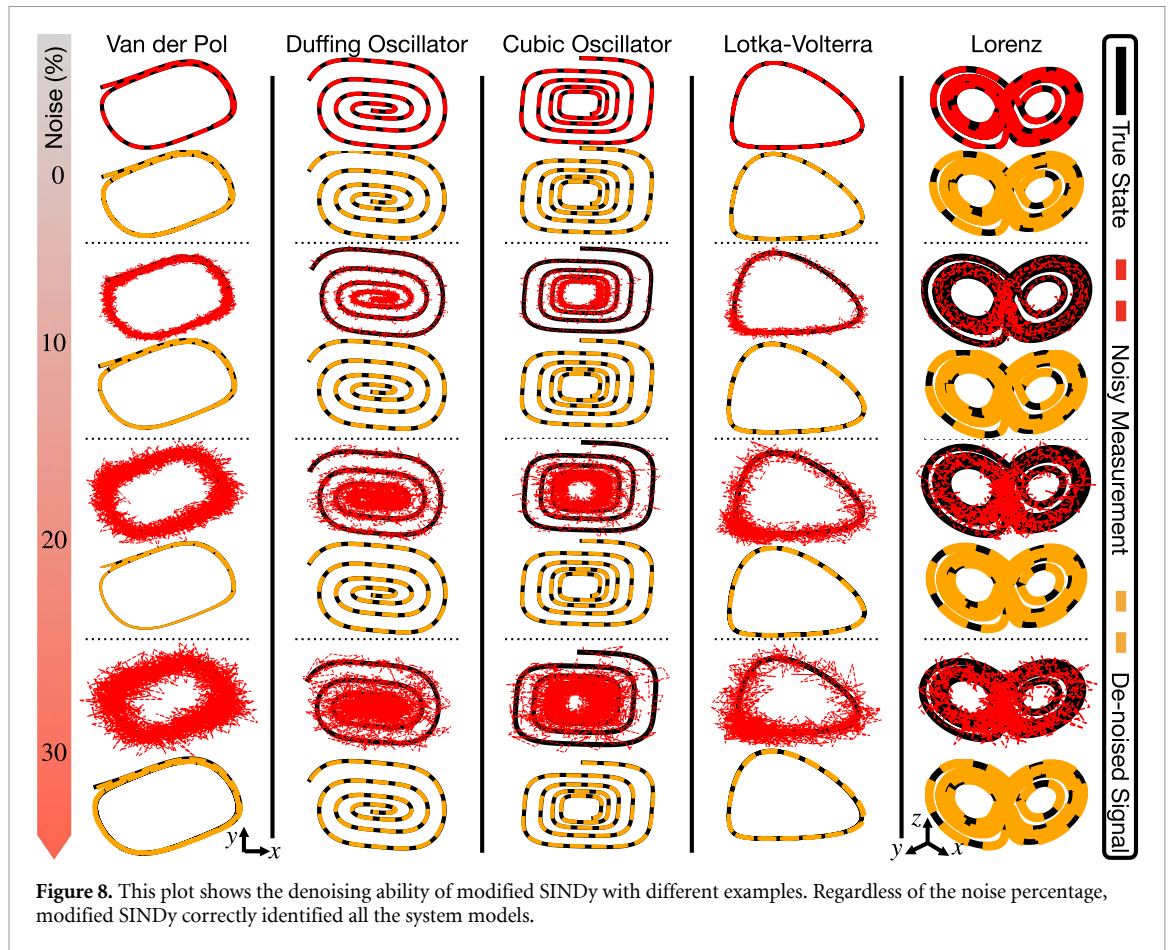 Van der Pol
Duffing Oscillator
Cubic Oscillator
Lotka-Volterra
Lorenz
Noise (%)
0
10
20
30
True State
Noisy Measurement
De-noised Signal
y
x
z
y
x
Figure 8. This plot shows the denoising ability of modified SINDy with different examples. Regardless of the noise percentage,
modified SINDy correctly identified all the system models.